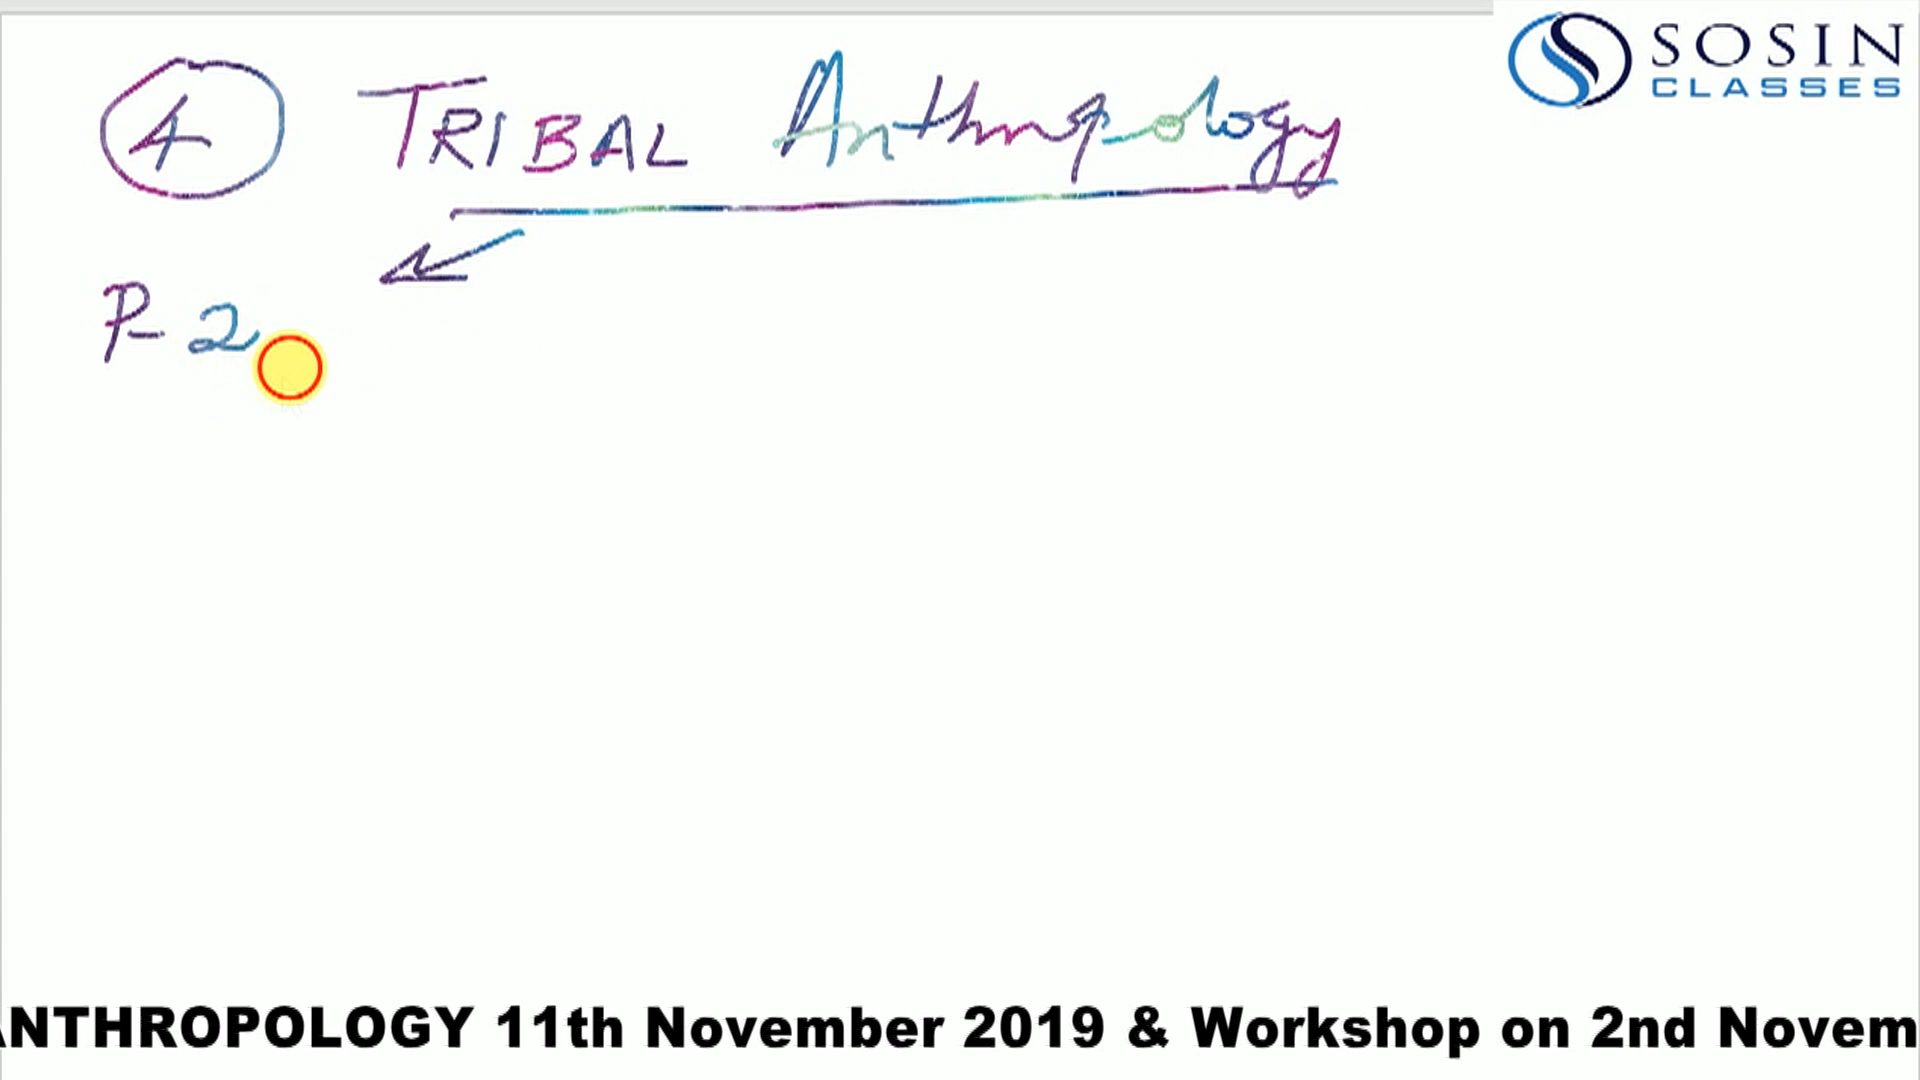 SOSIN
CLASSES
4 TRIBAL Anthropology
P-2
ANTHROPOLOGY 11th November 2019 & Workshop on 2nd Novem